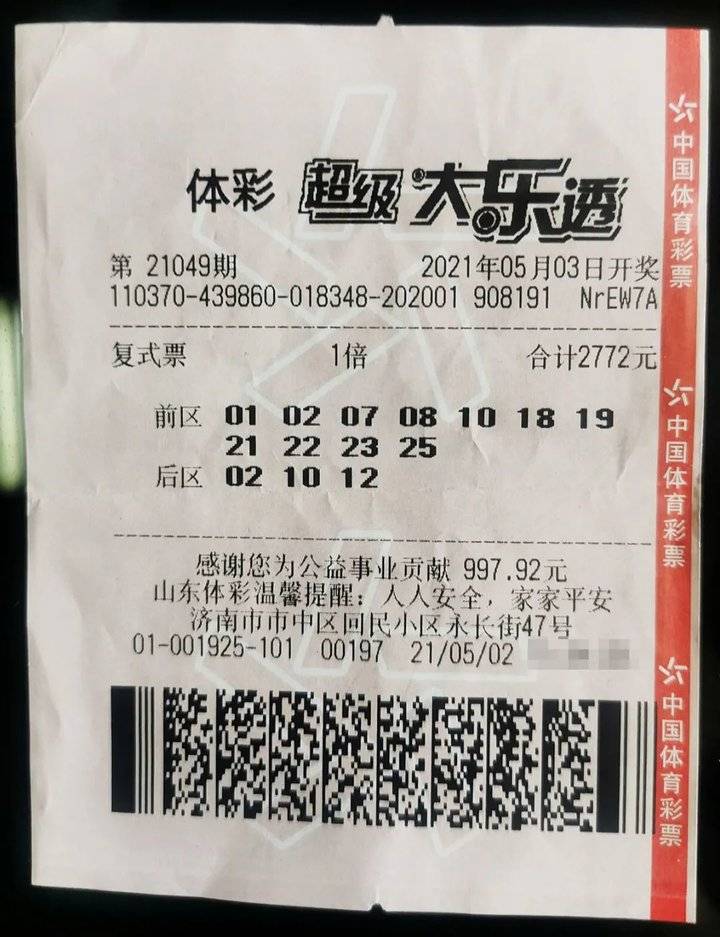 体彩 超级大乐透
第 21049期 2021年05月03日开奖
110370-439860-018348-202001 908191 NrEW7A
复式票 1倍 合计2772元
前区 01 02 07 08 10 18 19
21 22 23 25
后区 02 10 12
感谢您为公益事业贡献 997.92元
山东体彩温馨提醒：人人安全，家家平安
济南市市中区回民小区永长街47号
01-001925-101 00197 21/05/02
中国体育彩票
中国体育彩票
中国体育彩票